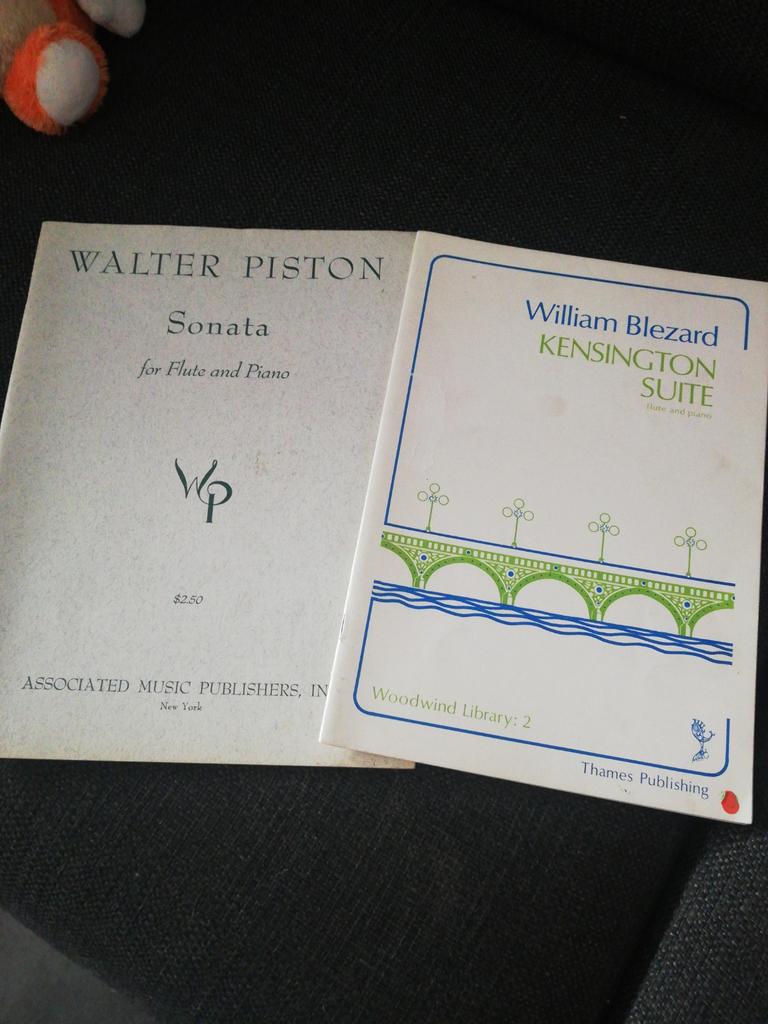 WALTER PISTON
Sonata
for Flute and Piano
WP
$2.50
ASSOCIATED MUSIC PUBLISHERS, IN
New York
William Blezard
KENSINGTON
SUITE
flute and piano
Woodwind Library: 2
Thames Publishing